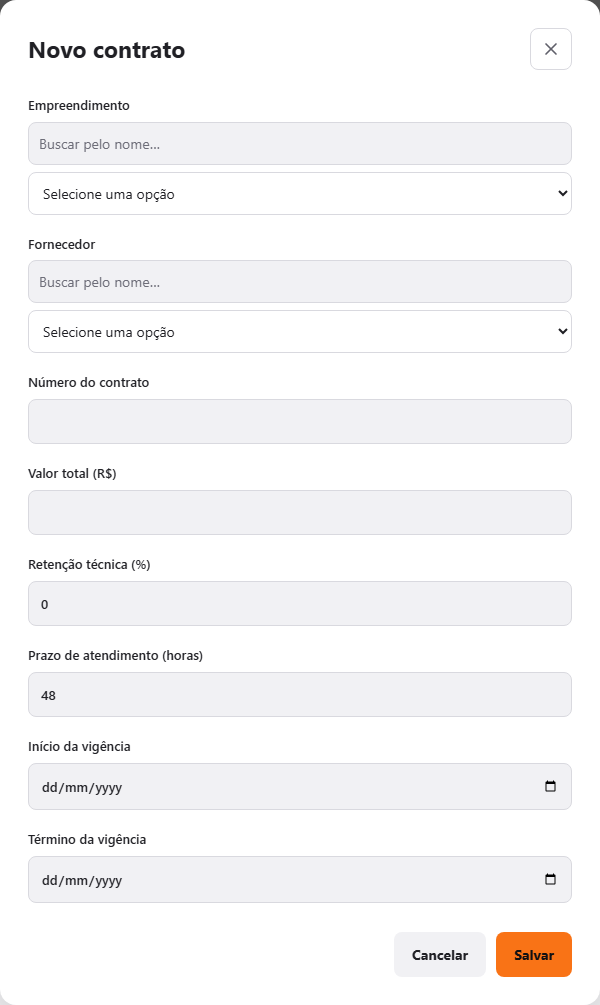 Novo contrato
Empreendimento
Buscar pelo nome...
Selecione uma opção
Fornecedor
Buscar pelo nome...
Selecione uma opção
Número do contrato
Valor total (R$)
Retenção técnica (%)
0
Prazo de atendimento (horas)
48
Início da vigência
dd/mm/yyyy
Término da vigência
dd/mm/yyyy
Cancelar Salvar